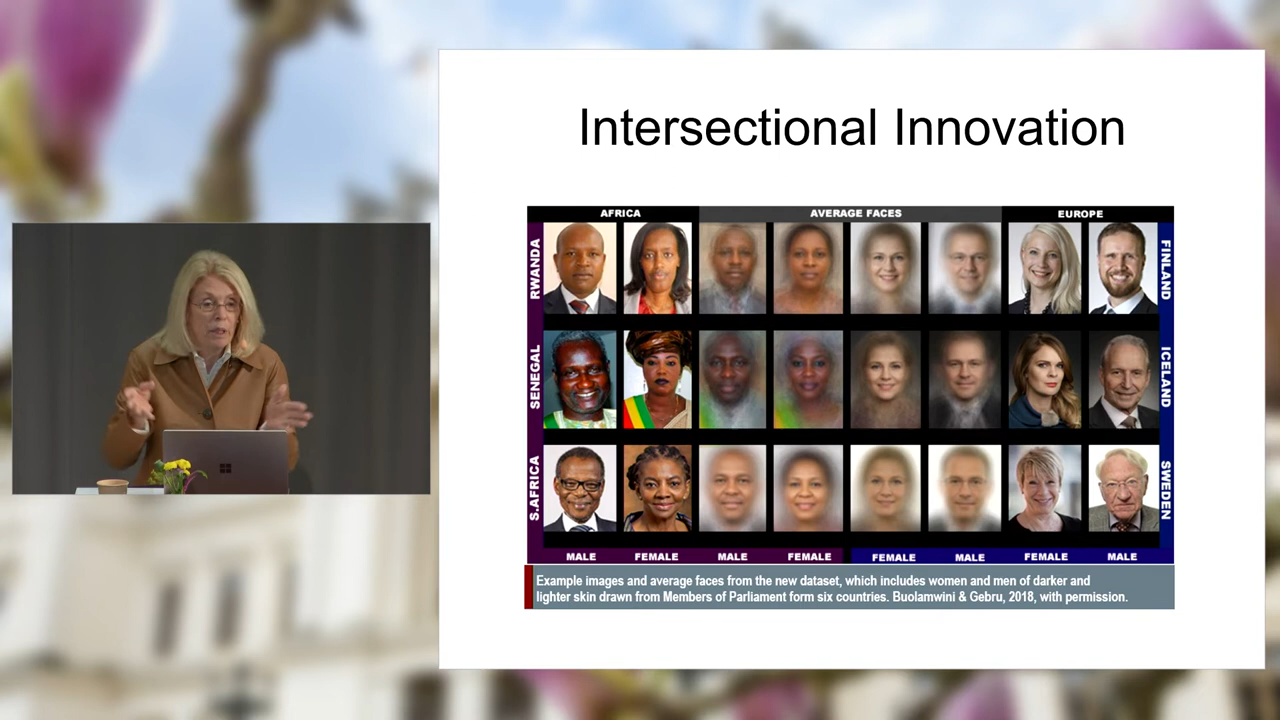 Intersectional Innovation
AFRICA
AVERAGE FACES
EUROPE
RWANDA
FINLAND
SENEGAL
ICELAND
S.AFRICA
SWEDEN
MALE FEMALE MALE FEMALE FEMALE MALE FEMALE MALE
Example images and average faces from the new dataset, which includes women and men of darker and
lighter skin drawn from Members of Parliament form six countries. Buolamwini & Gebru, 2018, with permission.